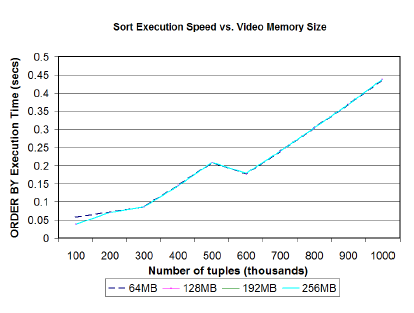 Sort Execution Speed vs. Video Memory Size
ORDER BY Execution Time (secs)
0.5
0.45
0.4
0.35
0.3
0.25
0.2
0.15
0.1
0.05
0
100 200 300 400 500 600 700 800 900 1000
Number of tuples (thousands)
64MB 128MB 192MB 256MB